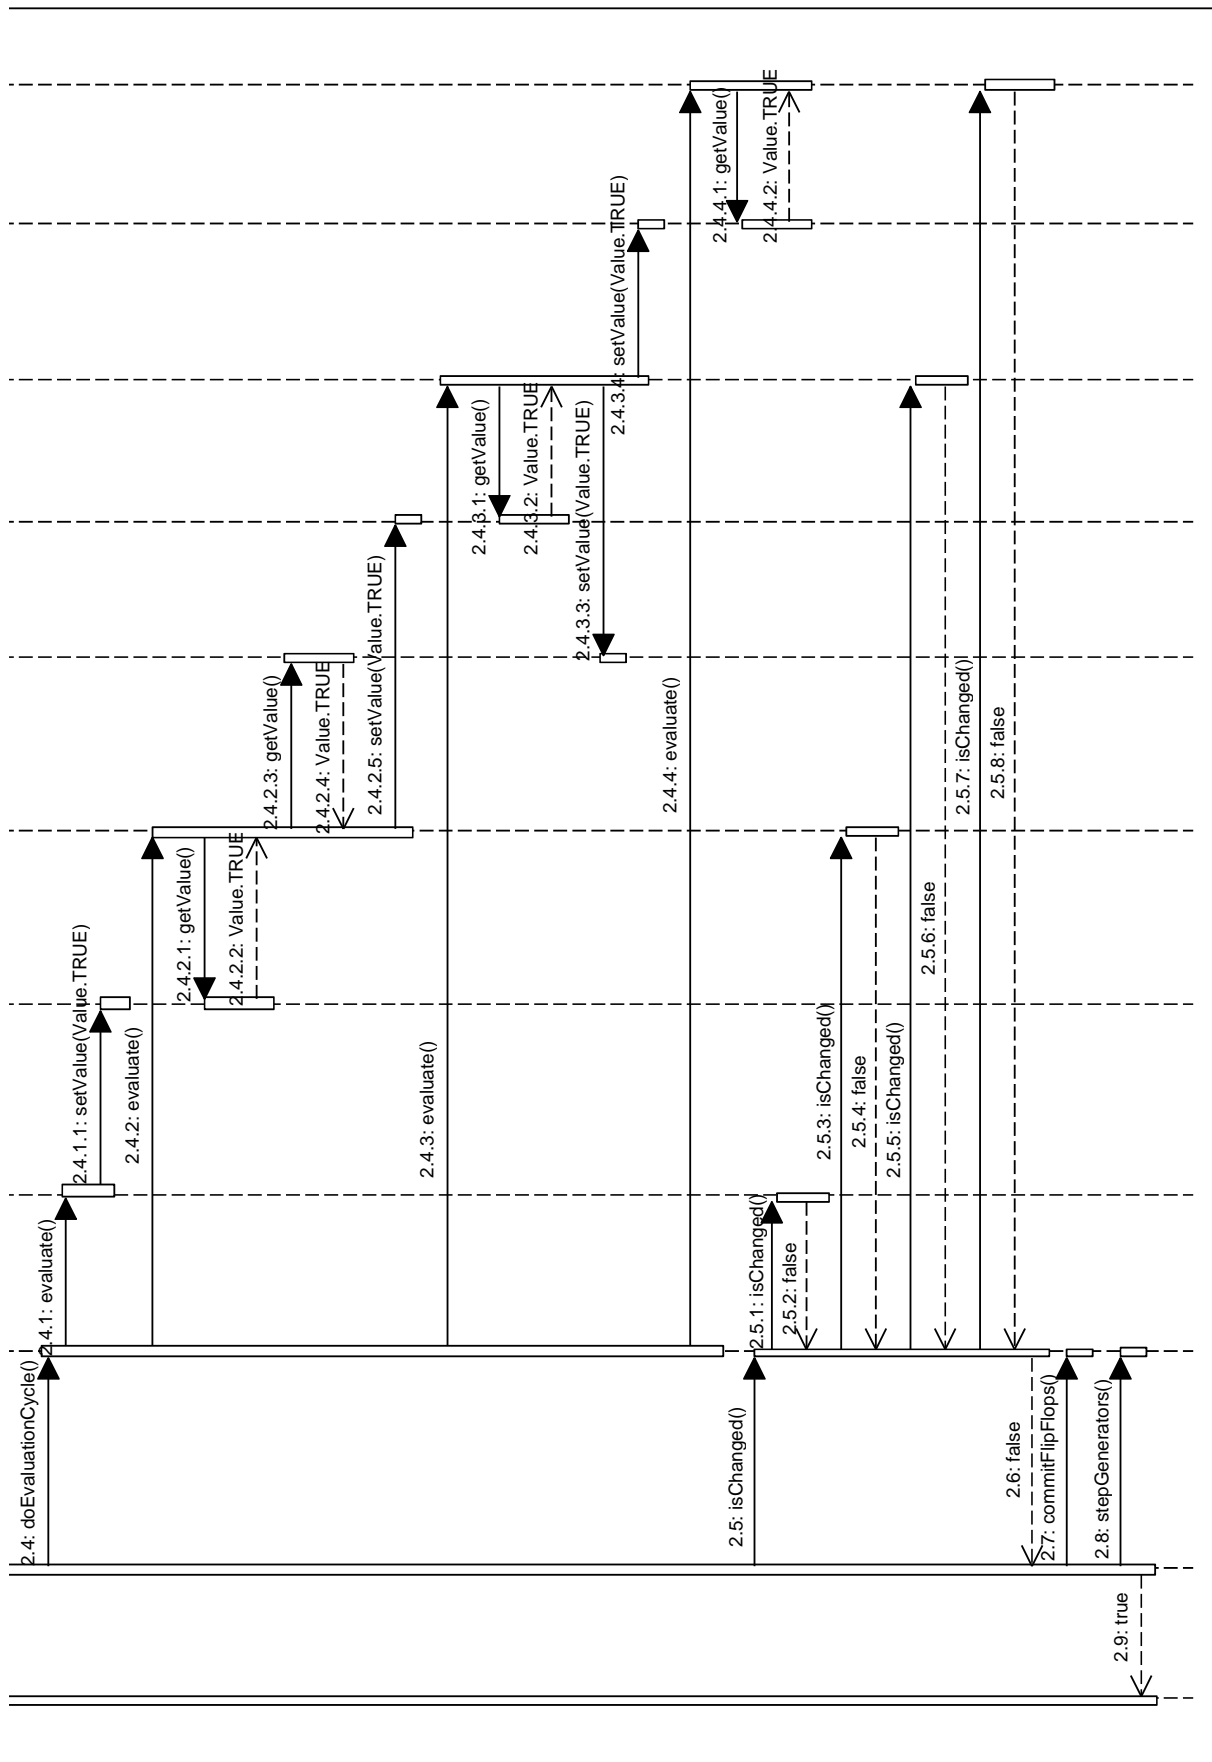 2.4: doEvaluationCycle()
2.4.1: evaluate()
2.4.1.1: setValue(Value.TRUE)
2.4.2: evaluate()
2.4.2.1: getValue()
2.4.2.2: Value.TRUE
2.4.2.3: getValue()
2.4.2.4: Value.TRUE
2.4.2.5: setValue(Value.TRUE)
2.4.3: evaluate()
2.4.3.1: getValue()
2.4.3.2: Value.TRUE
2.4.3.3: setValue(Value.TRUE)
2.4.3.4: setValue(Value.TRUE)
2.4.4: evaluate()
2.4.4.1: getValue()
2.4.4.2: Value.TRUE
2.5: isChanged()
2.5.1: isChanged()
2.5.2: false
2.5.3: isChanged()
2.5.4: false
2.5.5: isChanged()
2.5.6: false
2.5.7: isChanged()
2.5.8: false
2.6: false
2.7: commitFlipFlops()
2.8: stepGenerators()
2.9: true